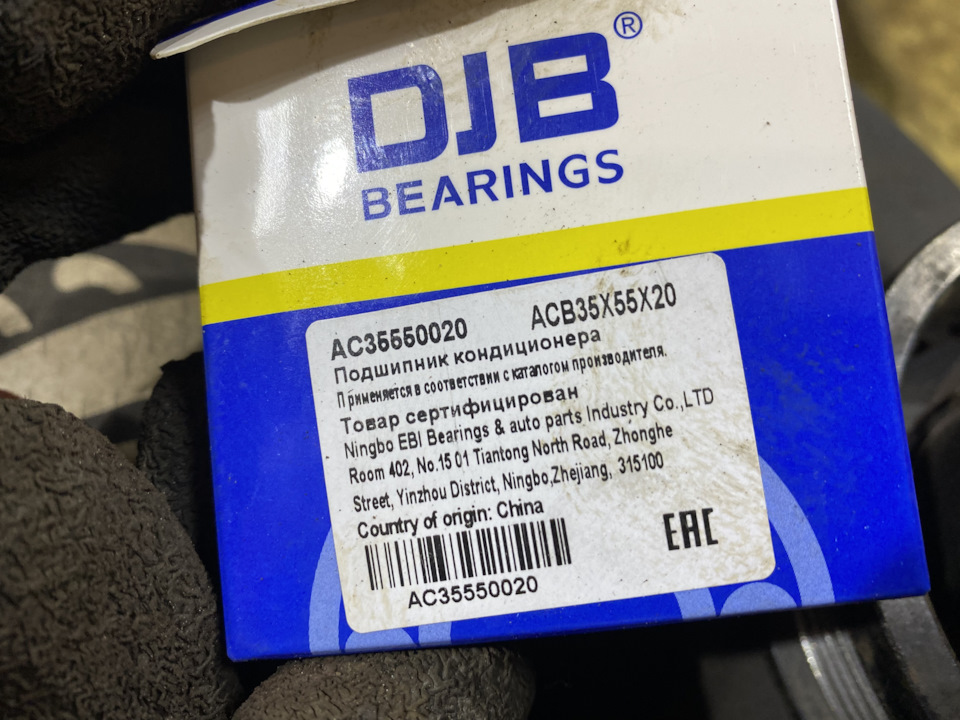 DJB®
BEARINGS
AC35550020 ACB35X55X20
Подшипник кондиционера
Применяется в соответствии с каталогом производителя.
Товар сертифицирован
Ningbo EBI Bearings & auto parts Industry Co.,LTD
Room 402, No.15 01 Tiantong North Road, Zhonghe
Street, Yinzhou District, Ningbo,Zhejiang, 315100
Country of origin: China
EAC
AC35550020